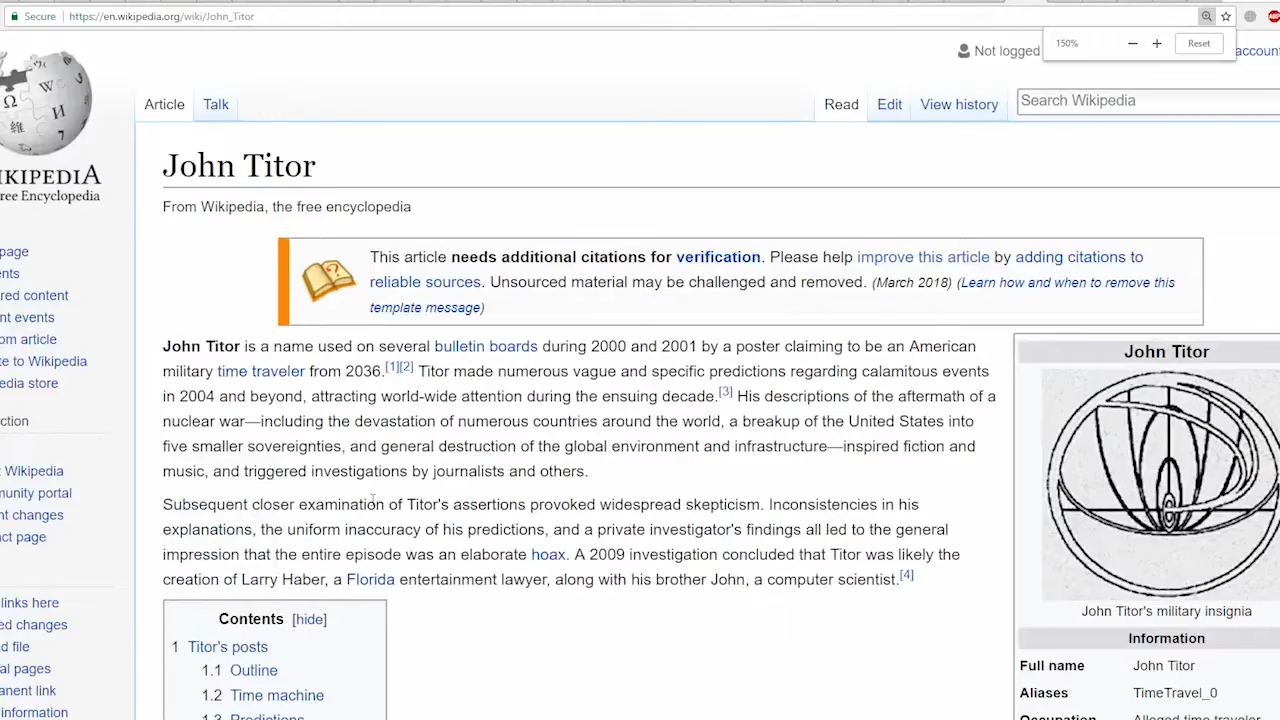 Secure https://en.wikipedia.org/wiki/John_Titor
150% − + Reset
Not logged
accoun
Article Talk Read Edit View history Search Wikipedia
IKIPEDIA
ree Encyclopedia
John Titor
From Wikipedia, the free encyclopedia
page
ents
red content
nt events
om article
te to Wikipedia
edia store
ction
t Wikipedia
munity portal
nt changes
ct page
links here
ed changes
d file
al pages
anent link
information
This article needs additional citations for verification. Please help improve this article by adding citations to
reliable sources. Unsourced material may be challenged and removed. (March 2018) (Learn how and when to remove this
template message)
John Titor is a name used on several bulletin boards during 2000 and 2001 by a poster claiming to be an American
military time traveler from 2036.[1][2] Titor made numerous vague and specific predictions regarding calamitous events
in 2004 and beyond, attracting world-wide attention during the ensuing decade.[3] His descriptions of the aftermath of a
nuclear war—including the devastation of numerous countries around the world, a breakup of the United States into
five smaller sovereignties, and general destruction of the global environment and infrastructure—inspired fiction and
music, and triggered investigations by journalists and others.
Subsequent closer examination of Titor's assertions provoked widespread skepticism. Inconsistencies in his
explanations, the uniform inaccuracy of his predictions, and a private investigator's findings all led to the general
impression that the entire episode was an elaborate hoax. A 2009 investigation concluded that Titor was likely the
creation of Larry Haber, a Florida entertainment lawyer, along with his brother John, a computer scientist.[4]
Contents [hide]
1 Titor's posts
1.1 Outline
1.2 Time machine
1.3 Predictions
John Titor
John Titor's military insignia
Information
Full name John Titor
Aliases TimeTravel_0
Occupation Alleged time traveler